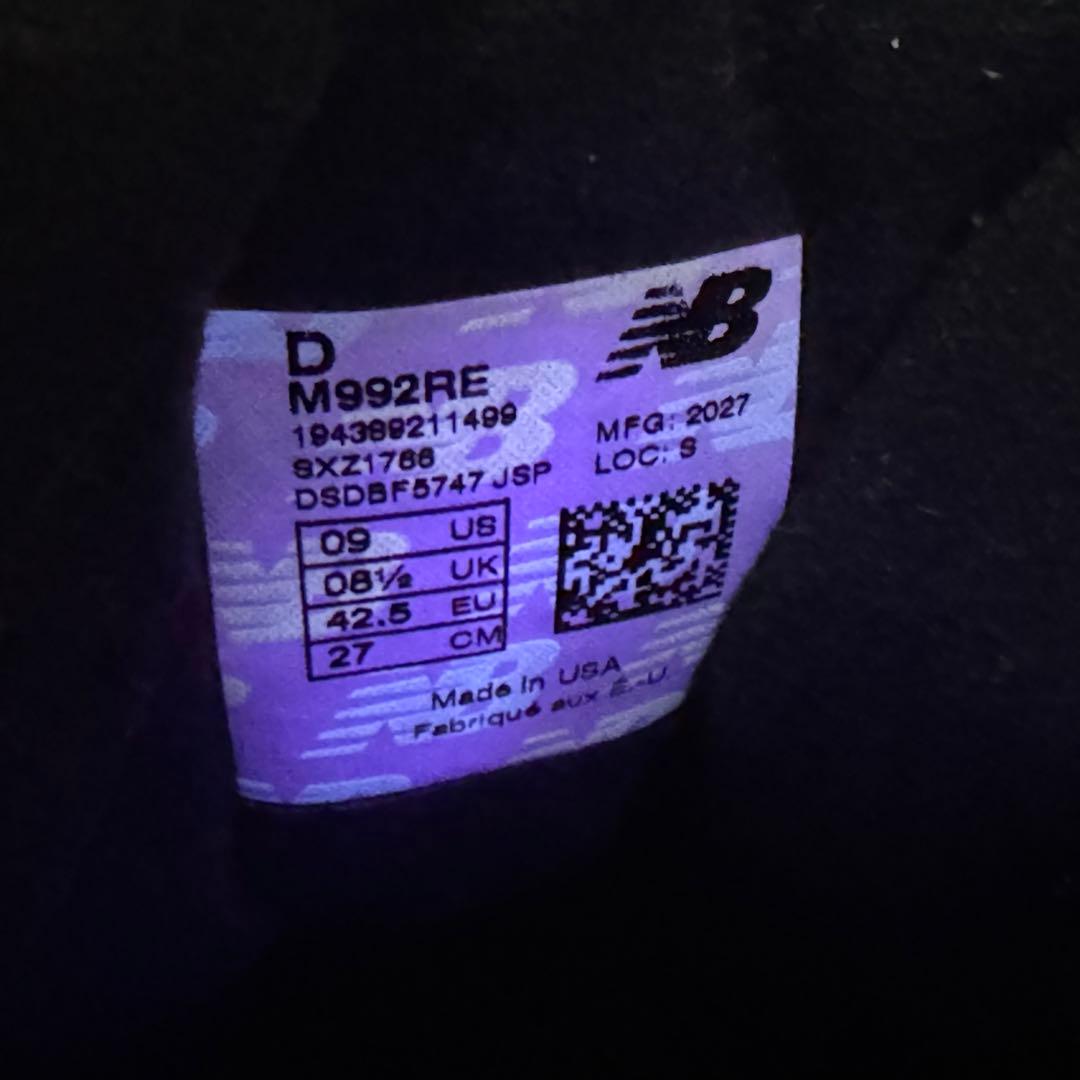 D
M992RE
194389211499
SXZ1766
DSDBF5747 JSP
NB
MFG: 2027
LOC: S
09 US
08½ UK
42.5 EU
27 CM
Made in USA
Fabriqué aux É.-U.